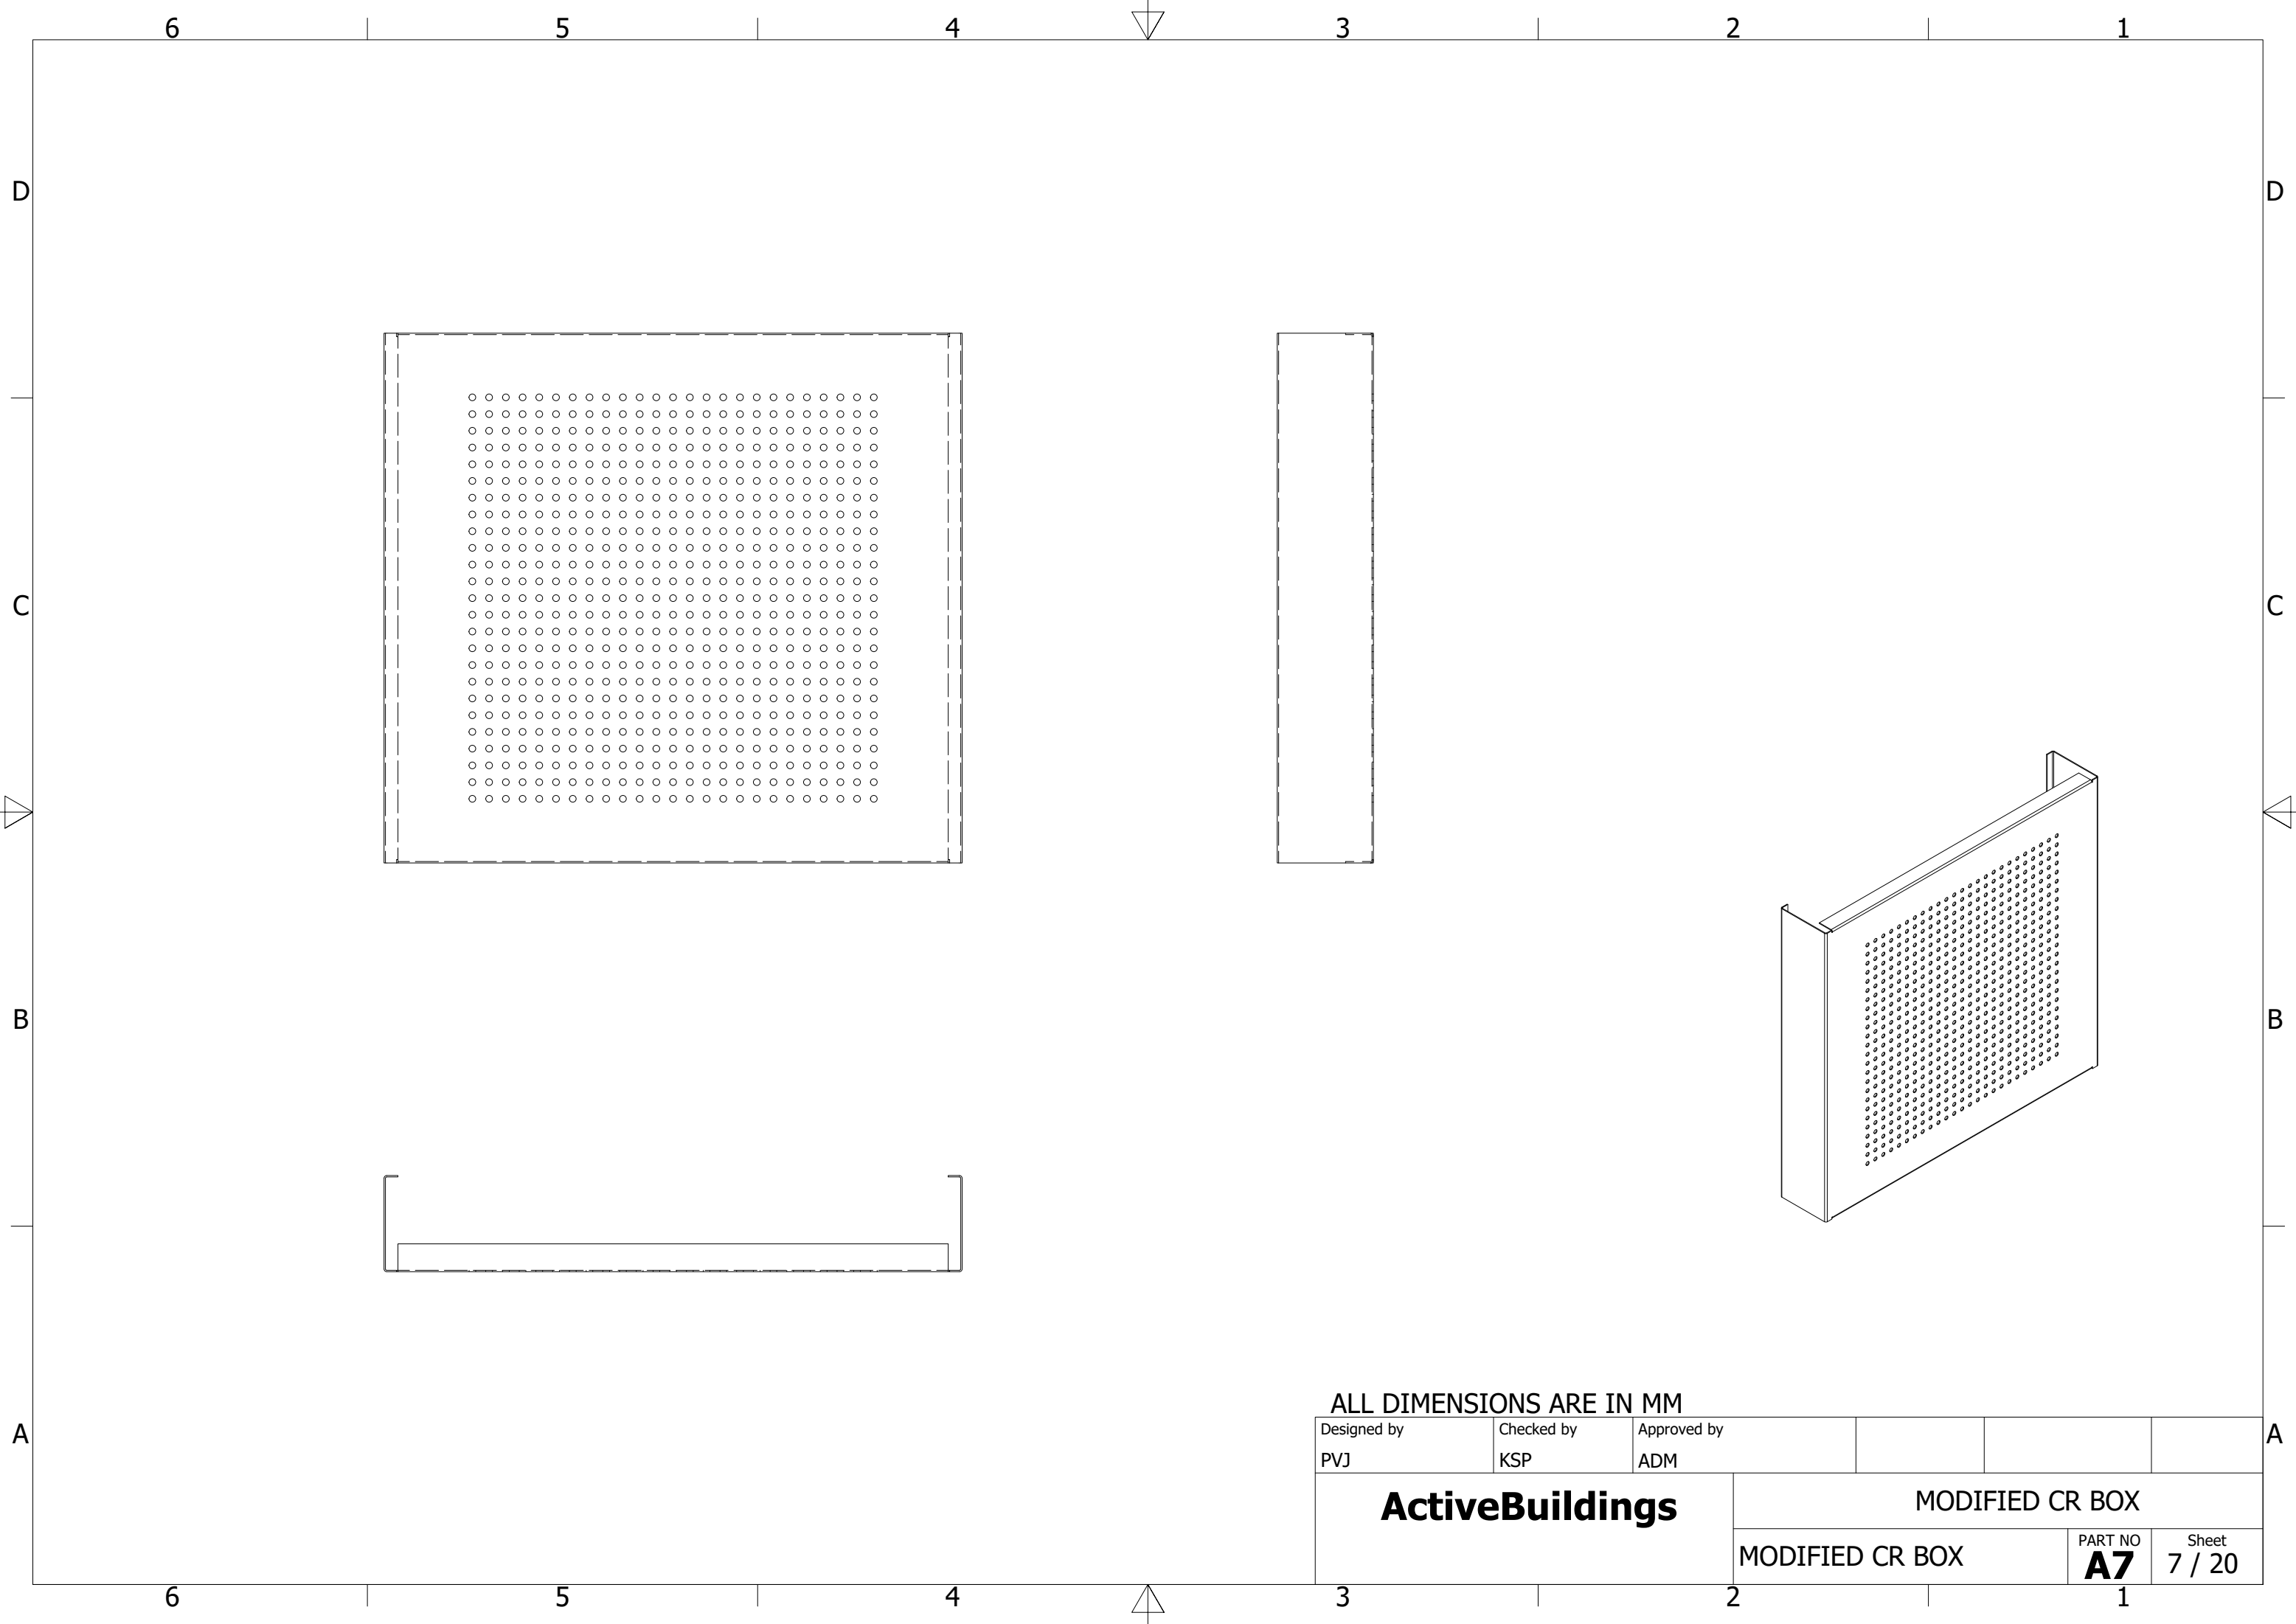 6 5 4 3 2 1
D D
C C
B B
A A
ALL DIMENSIONS ARE IN MM
Designed by Checked by Approved by
PVJ KSP ADM
ActiveBuildings
MODIFIED CR BOX
MODIFIED CR BOX
PART NO
A7
Sheet
7 / 20
6 5 4 3 2 1